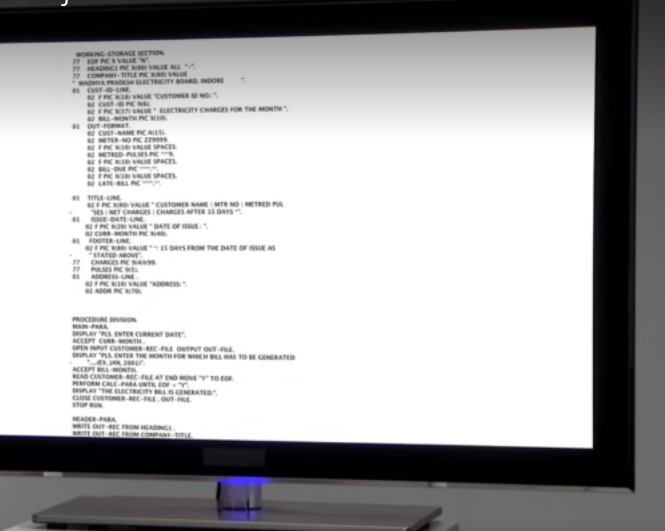 WORKING-STORAGE SECTION.
77 EOF PIC X VALUE "N".
77 HEADING1 PIC X(80) VALUE ALL "-".
77 COMPANY-TITLE PIC X(80) VALUE
" MADHYA PRADESH ELECTRICITY BOARD, INDORE ".
01 CUST-ID-LINE.
02 F PIC X(18) VALUE "CUSTOMER ID NO.: ".
02 CUST-ID PIC 9(6).
02 F PIC X(37) VALUE " ELECTRICITY CHARGES FOR THE MONTH ".
02 BILL-MONTH PIC X(10).
01 OUT-FORMAT.
02 CUST-NAME PIC A(15).
02 METER-NO PIC ZZ9999.
02 F PIC X(10) VALUE SPACES.
02 METRED-PULSES PIC
02 F PIC X(10) VALUE SPACES.
02 BILL-DUE PIC
02 F PIC X(10) VALUE SPACES.
02 LATE-BILL PIC
01 TITLE-LINE.
02 F PIC X(80) VALUE " CUSTOMER NAME | MTR NO | METRED PUL
- "SES | NET CHARGES | CHARGES AFTER 15 DAYS
01 ISSUE-DATE-LINE.
02 F PIC X(20) VALUE " DATE OF ISSUE : ".
02 CURR-MONTH PIC X(40).
01 FOOTER-LINE.
02 F PIC X(80) VALUE " 15 DAYS FROM THE DATE OF ISSUE AS
- " STATED ABOVE".
77 CHARGES PIC 9(4)V99.
77 PULSES PIC 9(5).
01 ADDRESS-LINE .
02 F PIC X(10) VALUE "ADDRESS: ".
02 ADDR PIC X(70).
PROCEDURE DIVISION.
MAIN-PARA.
DISPLAY "PLS. ENTER CURRENT DATE".
ACCEPT CURR-MONTH .
OPEN INPUT CUSTOMER-REC-FILE OUTPUT OUT-FILE.
DISPLAY "PLS. ENTER THE MONTH FOR WHICH BILL HAS TO BE GENERATED
- "....(EX. JAN, 2001)".
ACCEPT BILL-MONTH.
READ CUSTOMER-REC-FILE AT END MOVE "Y" TO EOF.
PERFORM CALC-PARA UNTIL EOF = "Y".
DISPLAY "THE ELECTRICITY BILL IS GENERATED.".
CLOSE CUSTOMER-REC-FILE , OUT-FILE.
STOP RUN.
HEADER-PARA.
WRITE OUT-REC FROM HEADING1 .
WRITE OUT-REC FROM COMPANY-TITLE.